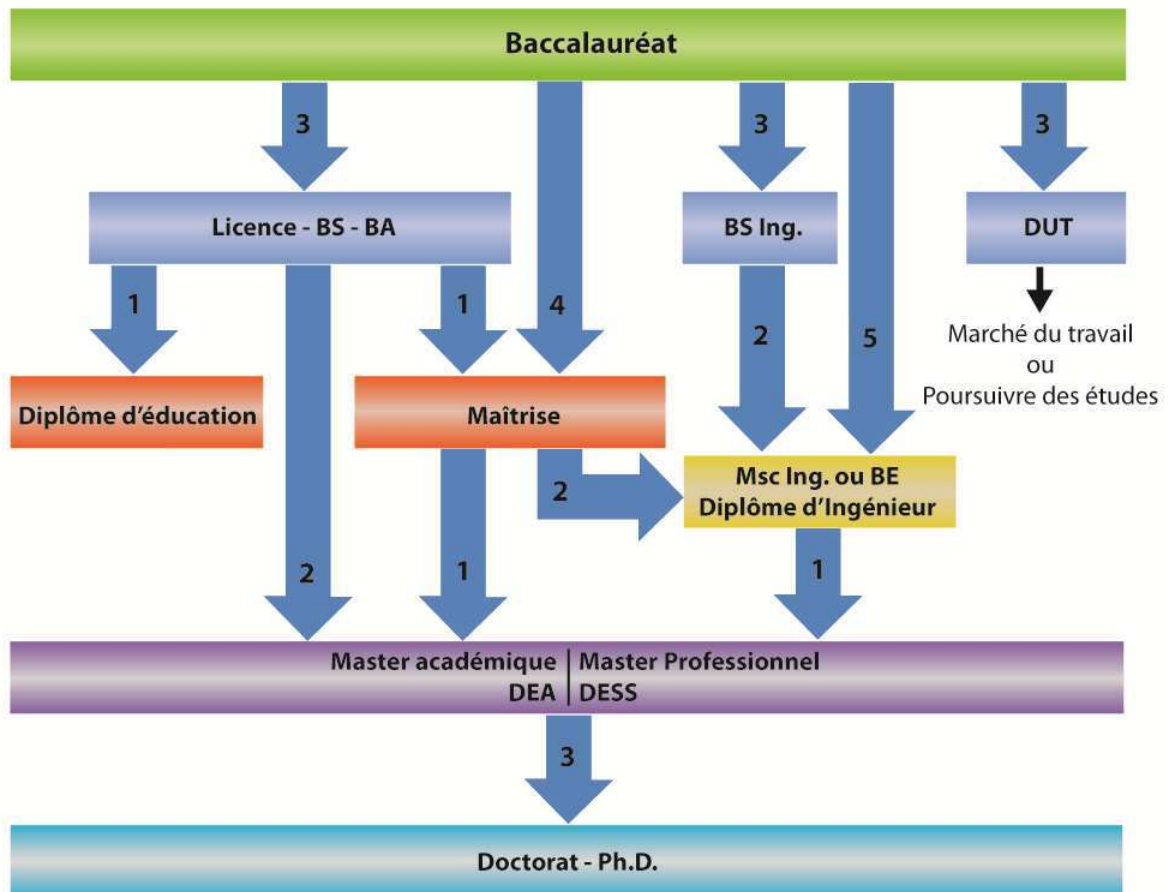 Baccalauréat
3
4
3
5
3
Licence - BS - BA
BS Ing.
DUT
1
2
1
2
Marché du travail
ou
Poursuivre des études
Diplôme d'éducation
Maîtrise
2
1
Msc Ing. ou BE
Diplôme d'Ingénieur
1
Master académique | Master Professionnel
DEA | DESS
3
Doctorat - Ph.D.